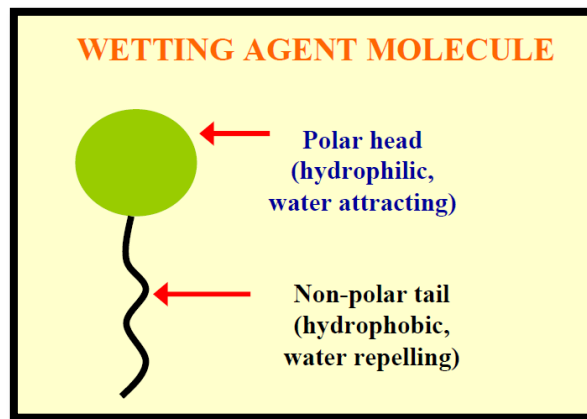 WETTING AGENT MOLECULE
Polar head
(hydrophilic,
water attracting)
Non-polar tail
(hydrophobic,
water repelling)